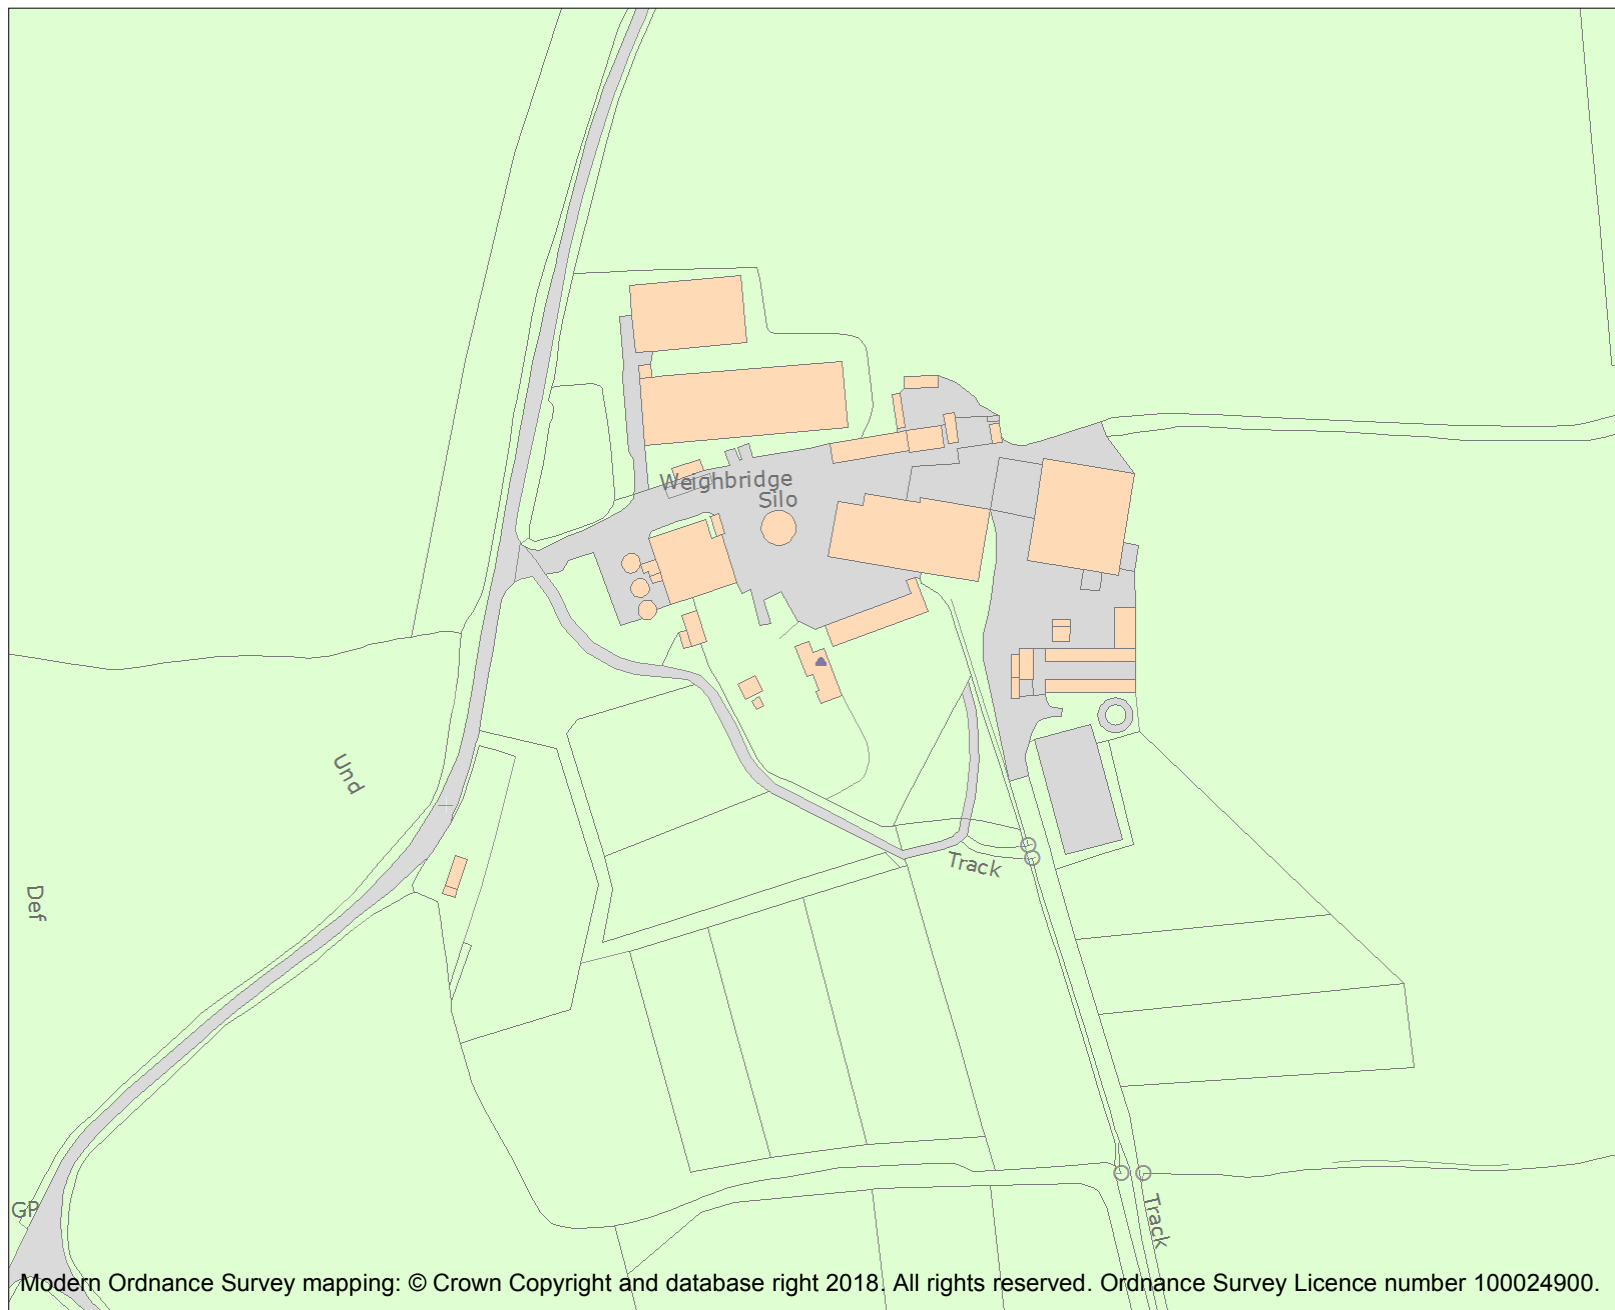 Weighbridge
Silo
Und
Def
Track
Track
GP
Modern Ordnance Survey mapping: © Crown Copyright and database right 2018. All rights reserved. Ordnance Survey Licence number 100024900.